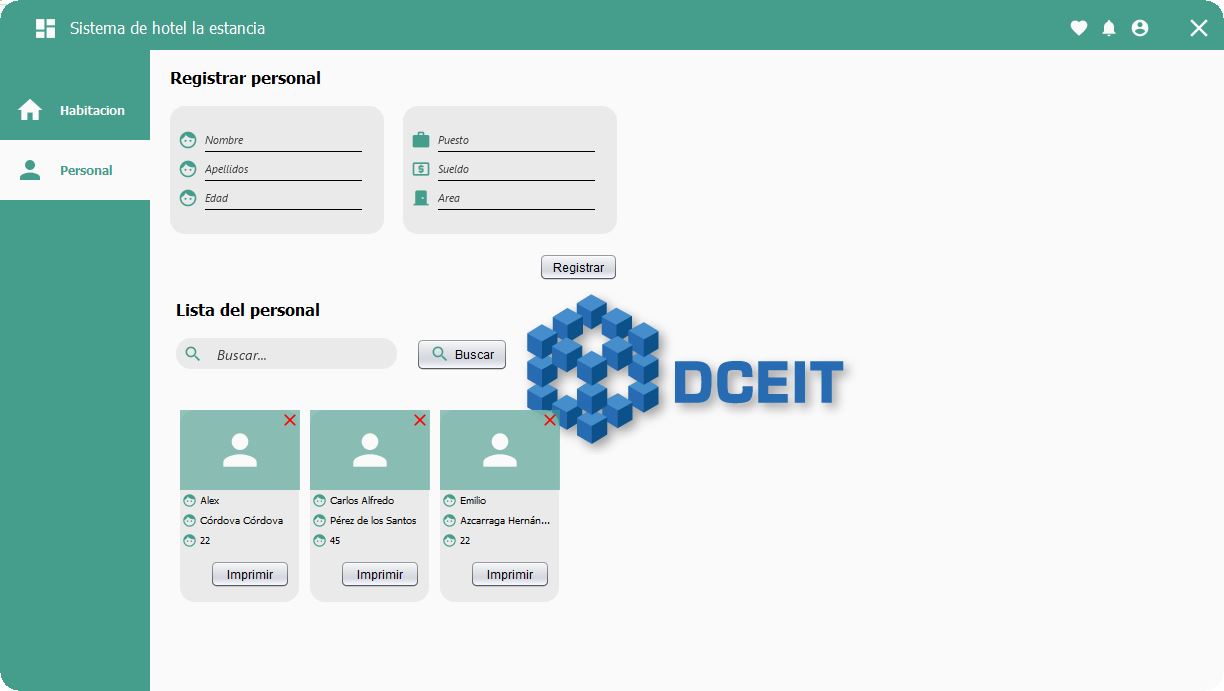 Sistema de hotel la estancia
Habitacion
Personal
Registrar personal
Nombre
Apellidos
Edad
Puesto
Sueldo
Area
Registrar
Lista del personal
Buscar...
Buscar
DCEIT
Alex
Córdova Córdova
22
Imprimir
Carlos Alfredo
Pérez de los Santos
45
Imprimir
Emilio
Azcarraga Hernán...
22
Imprimir